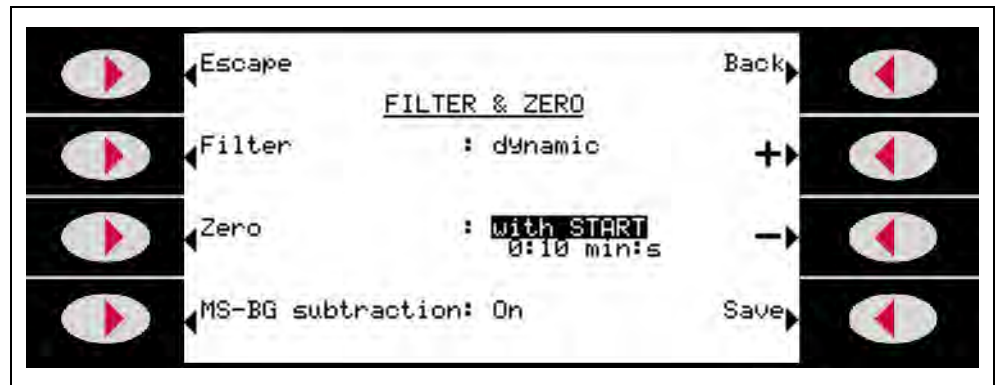 Escape Back
FILTER & ZERO
Filter : dynamic +
Zero : with START −
0:10 min:s
MS-BG subtraction: On Save